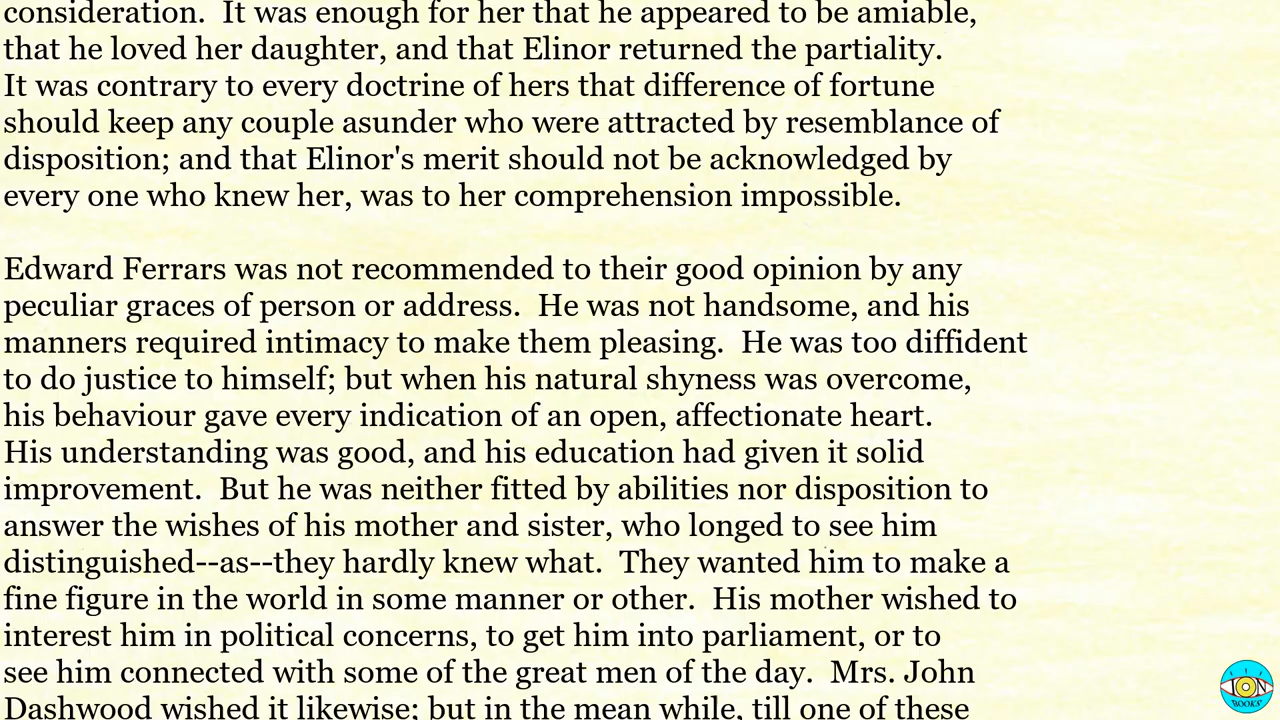 consideration.  It was enough for her that he appeared to be amiable,
that he loved her daughter, and that Elinor returned the partiality.
It was contrary to every doctrine of hers that difference of fortune
should keep any couple asunder who were attracted by resemblance of
disposition; and that Elinor's merit should not be acknowledged by
every one who knew her, was to her comprehension impossible.

Edward Ferrars was not recommended to their good opinion by any
peculiar graces of person or address.  He was not handsome, and his
manners required intimacy to make them pleasing.  He was too diffident
to do justice to himself; but when his natural shyness was overcome,
his behaviour gave every indication of an open, affectionate heart.
His understanding was good, and his education had given it solid
improvement.  But he was neither fitted by abilities nor disposition to
answer the wishes of his mother and sister, who longed to see him
distinguished--as--they hardly knew what.  They wanted him to make a
fine figure in the world in some manner or other.  His mother wished to
interest him in political concerns, to get him into parliament, or to
see him connected with some of the great men of the day.  Mrs. John
Dashwood wished it likewise; but in the mean while, till one of these
ION
BOOKS